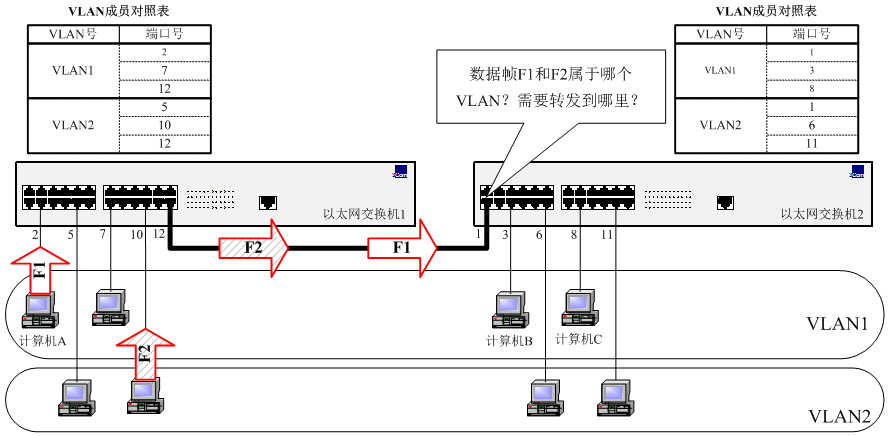 VLAN成员对照表
VLAN号 端口号
VLAN1
2
7
12
VLAN2
5
10
12
VLAN成员对照表
VLAN号 端口号
VLAN1
1
3
8
VLAN2
1
6
11
数据帧F1和F2属于哪个
VLAN？需要转发到哪里？
3Com
以太网交换机1
3Com
以太网交换机2
2 5 7 10 12
1 3 6 8 11
F2
F1
F1
计算机A
计算机B
计算机C
VLAN1
F2
VLAN2